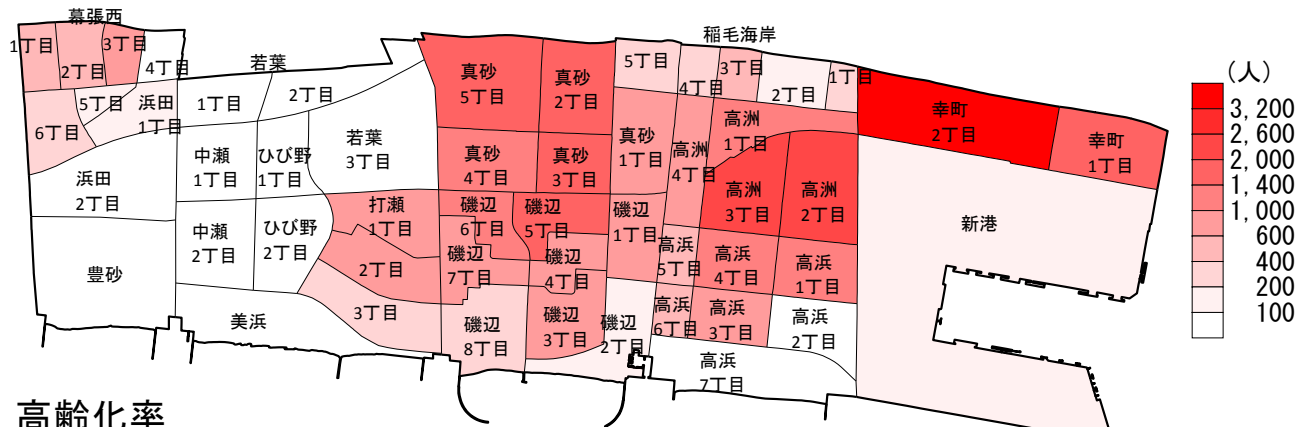 幕張西
1丁目
2丁目
3丁目
4丁目
5丁目
6丁目
浜田
1丁目
浜田
2丁目
豊砂
若葉
1丁目
2丁目
若葉
3丁目
中瀬
1丁目
中瀬
2丁目
ひび野
1丁目
ひび野
2丁目
美浜
打瀬
1丁目
2丁目
3丁目
真砂
5丁目
真砂
2丁目
真砂
4丁目
真砂
3丁目
真砂
1丁目
磯辺
6丁目
磯辺
5丁目
磯辺
7丁目
磯辺
4丁目
磯辺
8丁目
磯辺
3丁目
磯辺
2丁目
磯辺
1丁目
稲毛海岸
5丁目
4丁目
3丁目
2丁目
1丁目
高洲
1丁目
高洲
4丁目
高洲
3丁目
高洲
2丁目
高浜
5丁目
高浜
4丁目
高浜
1丁目
高浜
6丁目
高浜
3丁目
高浜
2丁目
高浜
7丁目
幸町
2丁目
幸町
1丁目
新港
(人)
3,200
2,600
2,000
1,400
1,000
600
400
200
100
高齢化率